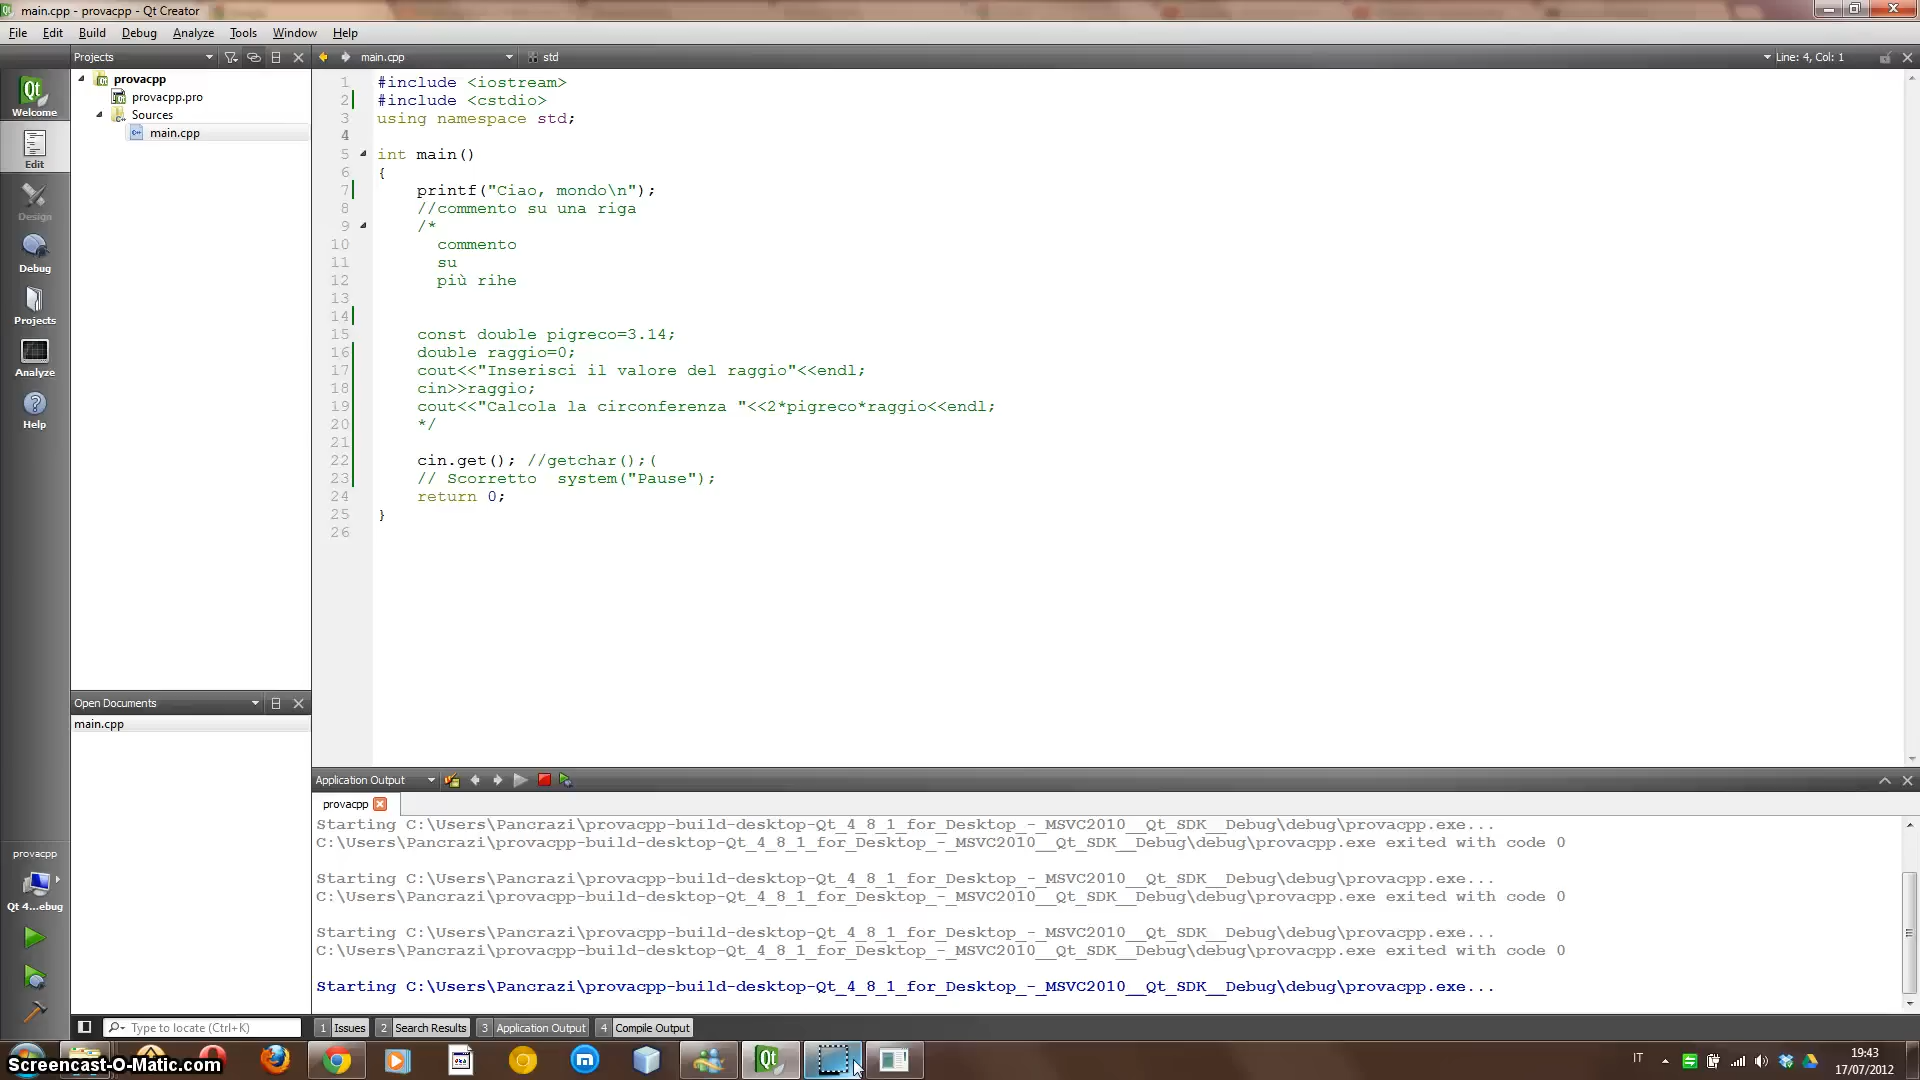 main.cpp - provacpp - Qt Creator
File Edit Build Debug Analyze Tools Window Help
Projects main.cpp std Line: 4, Col: 1
provacpp
provacpp.pro
Sources
main.cpp
Welcome
Edit
Design
Debug
Projects
Analyze
Help
1 #include <iostream>
2 #include <cstdio>
3 using namespace std;
4
5 int main()
6 {
7 printf("Ciao, mondo\n");
8 //commento su una riga
9 /*
10 commento
11 su
12 più rihe
13
14
15 const double pigreco=3.14;
16 double raggio=0;
17 cout<<"Inserisci il valore del raggio"<<endl;
18 cin>>raggio;
19 cout<<"Calcola la circonferenza "<<2*pigreco*raggio<<endl;
20 */
21
22 cin.get(); //getchar();(
23 // Scorretto system("Pause");
24 return 0;
25 }
26
Open Documents
main.cpp
Application Output
provacpp
Starting C:\Users\Pancrazi\provacpp-build-desktop-Qt_4_8_1_for_Desktop_-_MSVC2010__Qt_SDK__Debug\debug\provacpp.exe...
C:\Users\Pancrazi\provacpp-build-desktop-Qt_4_8_1_for_Desktop_-_MSVC2010__Qt_SDK__Debug\debug\provacpp.exe exited with code 0
Starting C:\Users\Pancrazi\provacpp-build-desktop-Qt_4_8_1_for_Desktop_-_MSVC2010__Qt_SDK__Debug\debug\provacpp.exe...
C:\Users\Pancrazi\provacpp-build-desktop-Qt_4_8_1_for_Desktop_-_MSVC2010__Qt_SDK__Debug\debug\provacpp.exe exited with code 0
Starting C:\Users\Pancrazi\provacpp-build-desktop-Qt_4_8_1_for_Desktop_-_MSVC2010__Qt_SDK__Debug\debug\provacpp.exe...
C:\Users\Pancrazi\provacpp-build-desktop-Qt_4_8_1_for_Desktop_-_MSVC2010__Qt_SDK__Debug\debug\provacpp.exe exited with code 0
Starting C:\Users\Pancrazi\provacpp-build-desktop-Qt_4_8_1_for_Desktop_-_MSVC2010__Qt_SDK__Debug\debug\provacpp.exe...
provacpp
Qt 4...ebug
Type to locate (Ctrl+K) 1 Issues 2 Search Results 3 Application Output 4 Compile Output
Screencast-O-Matic.com
Qt
IT
19:43
17/07/2012